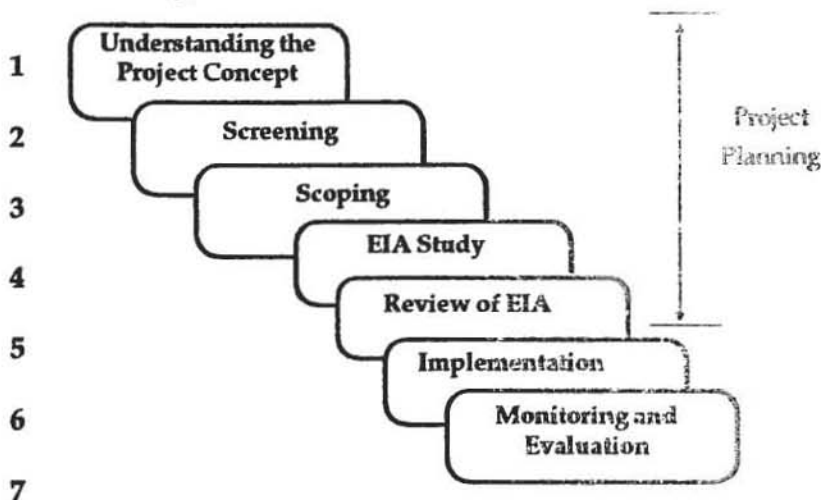 1
Understanding the
Project Concept
2
Screening
3
Scoping
4
EIA Study
Review of EIA
5
Implementation
6
Monitoring and
Evaluation
7
Project
Planning